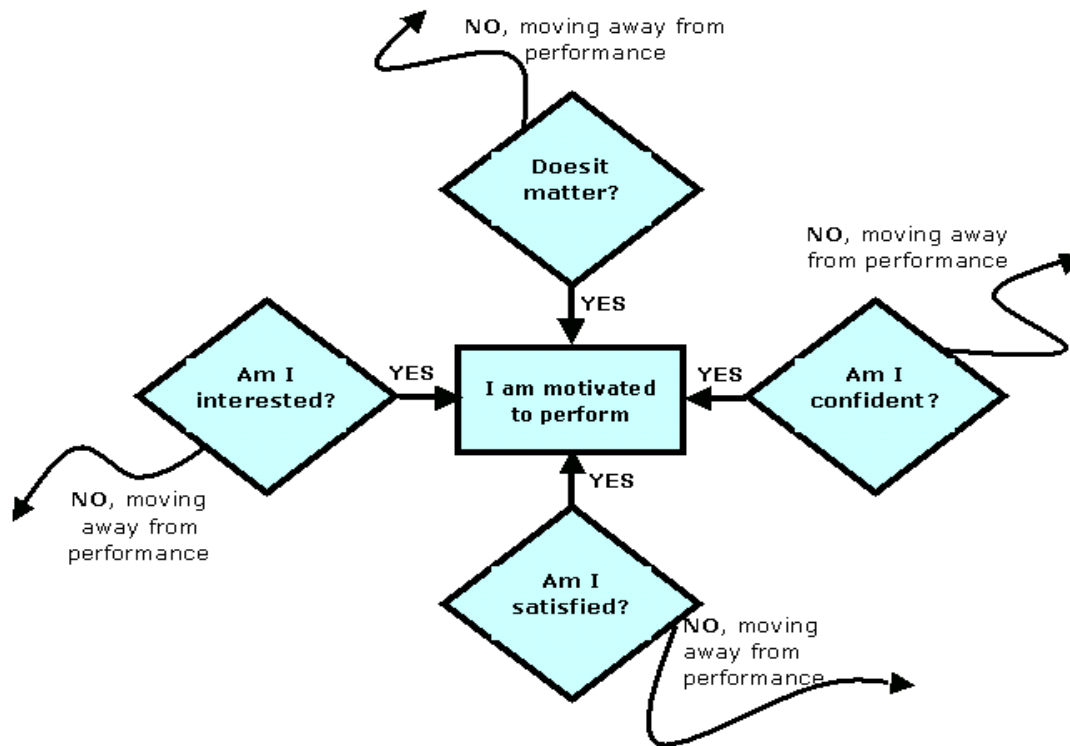 NO, moving away from
performance
Doesit
matter?
YES
NO, moving away
from performance
Am I
interested?
YES
I am motivated
to perform
YES
Am I
confident?
NO, moving
away from
performance
YES
Am I
satisfied?
NO, moving
away from
performance